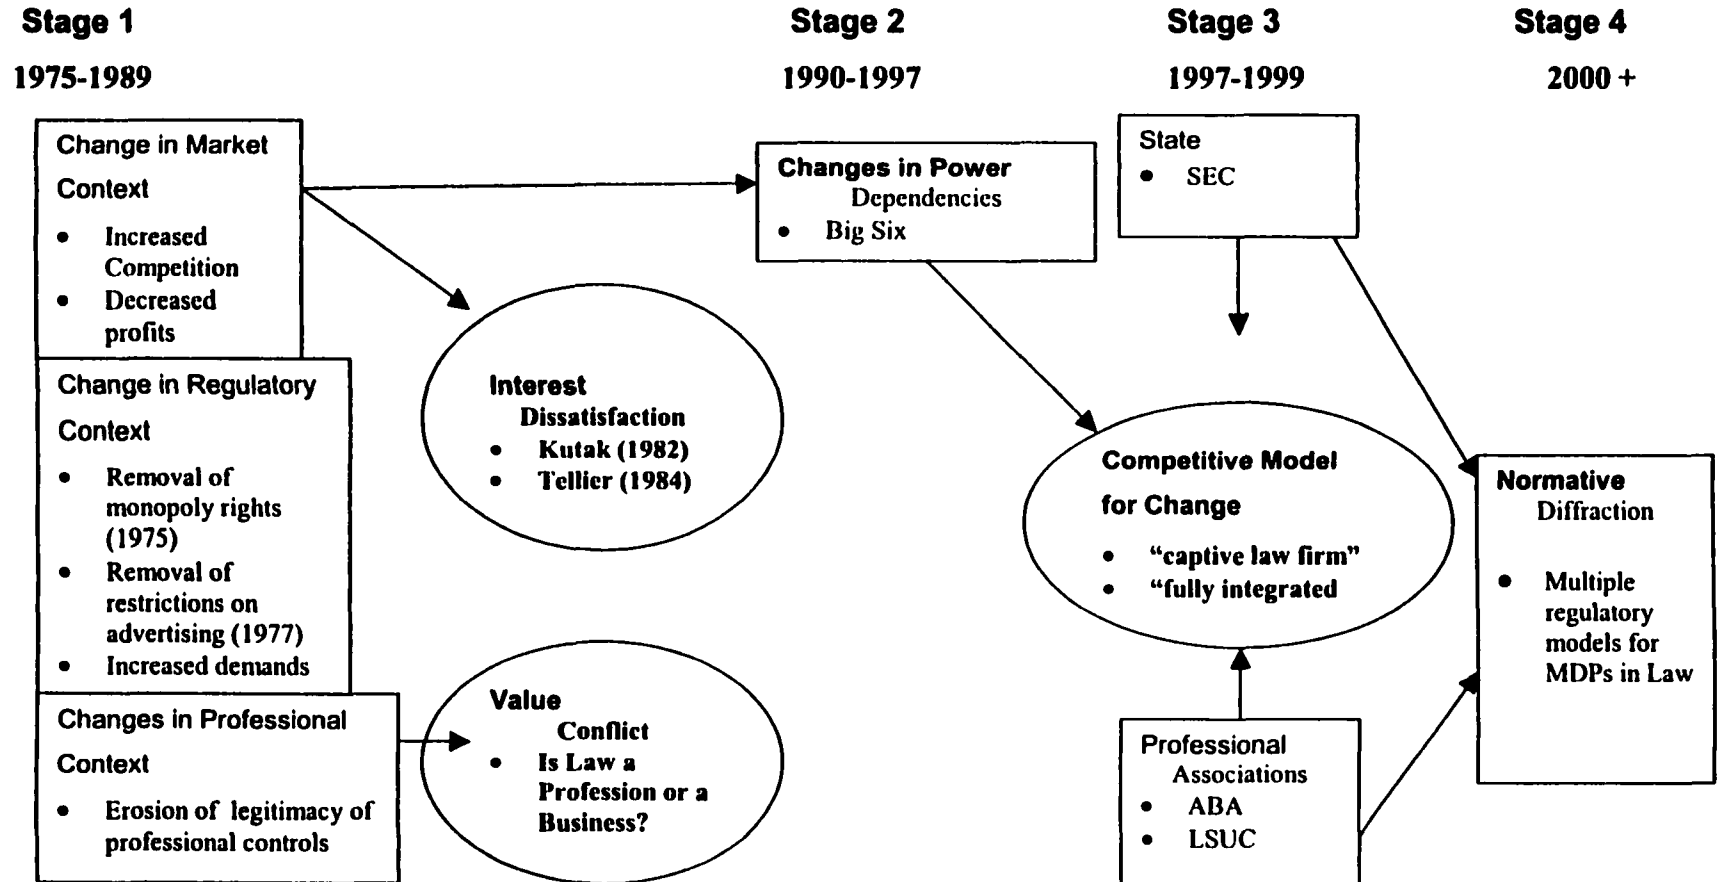 Stage 1
1975-1989
Stage 2
1990-1997
Stage 3
1997-1999
Stage 4
2000 +
Change in Market
Context
• Increased
Competition
• Decreased
profits
Change in Regulatory
Context
• Removal of
monopoly rights
(1975)
• Removal of
restrictions on
advertising (1977)
• Increased demands
Changes in Professional
Context
• Erosion of legitimacy of
professional controls
Interest
Dissatisfaction
• Kutak (1982)
• Tellier (1984)
Value
Conflict
• Is Law a
Profession or a
Business?
Changes in Power
Dependencies
• Big Six
State
• SEC
Competitive Model
for Change
• “captive law firm”
• “fully integrated
Professional
Associations
• ABA
• LSUC
Normative
Diffraction
• Multiple
regulatory
models for
MDPs in Law